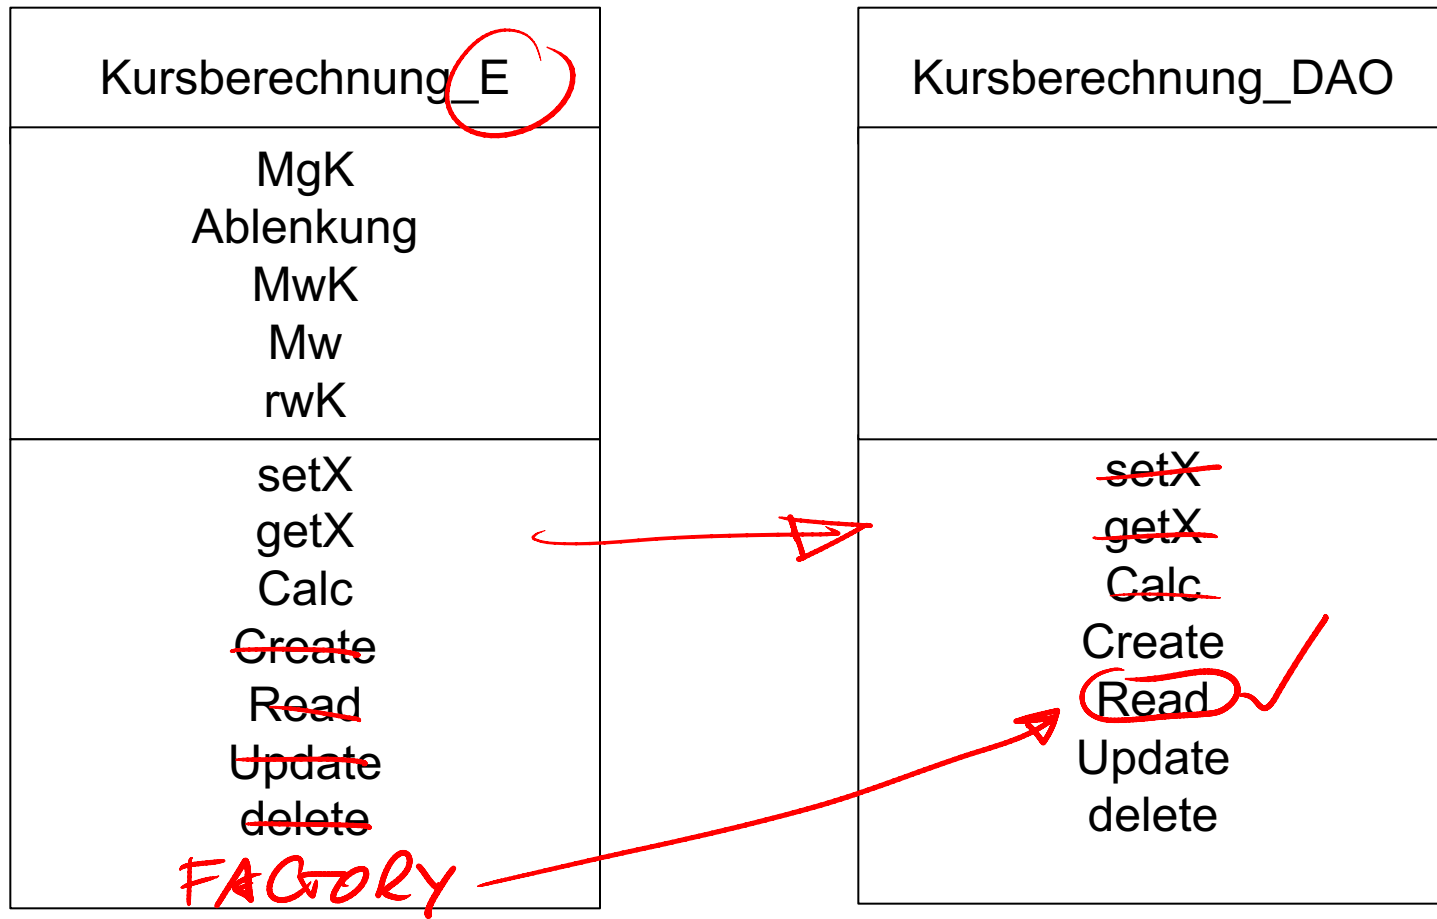 Kursberechnung_E
MgK
Ablenkung
MwK
Mw
rwK
setX
getX
Calc
Create
Read
Update
delete
FACTORY
Kursberechnung_DAO
setX
getX
Calc
Create
Read
Update
delete